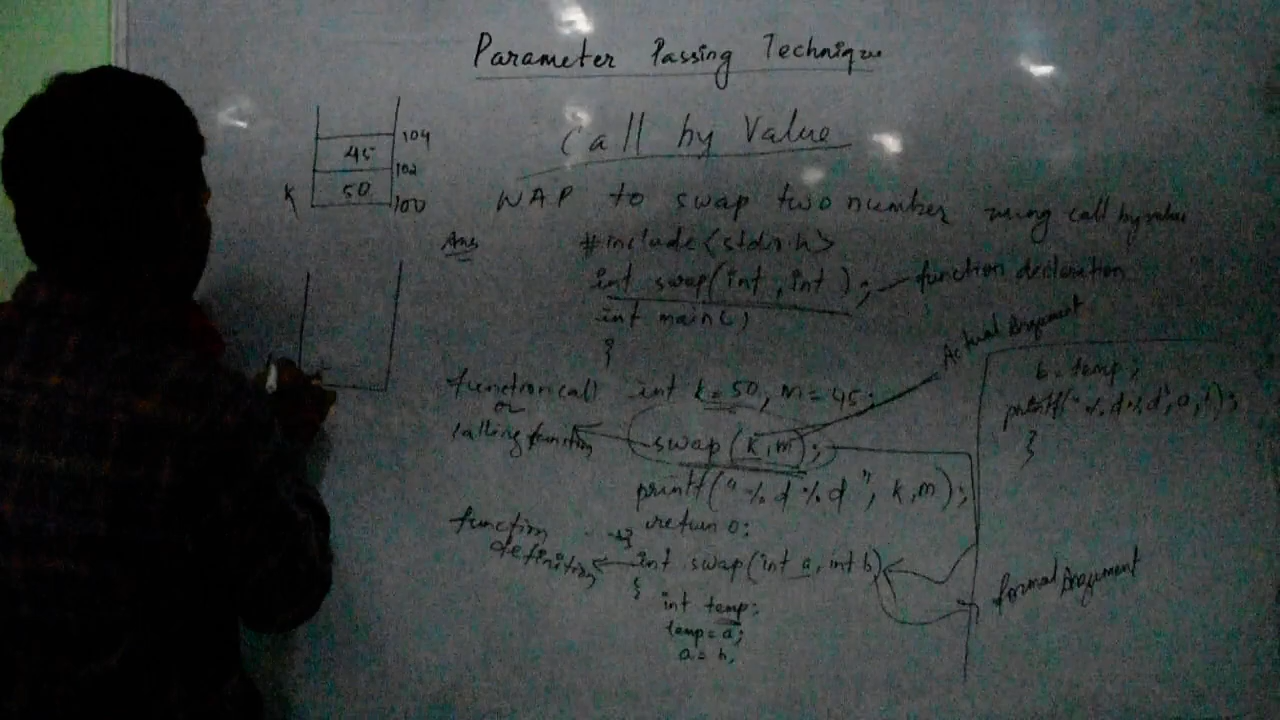 Parameter Passing Technique
Call by Value
WAP to swap two number using call by value
Ans
#include<stdio.h>
int swap(int, int); function declaration
int main()
{
int k=50, m=45;
function call
or
calling function
swap(k,m);
Actual Argument
printf("%d%d", k,m);
return 0;
}
function
definition
int swap(int a, int b)
{
int temp;
temp=a;
a=b;
b=temp;
printf("%d%d",a,b);
}
formal Argument
104
45
102
K
50
100